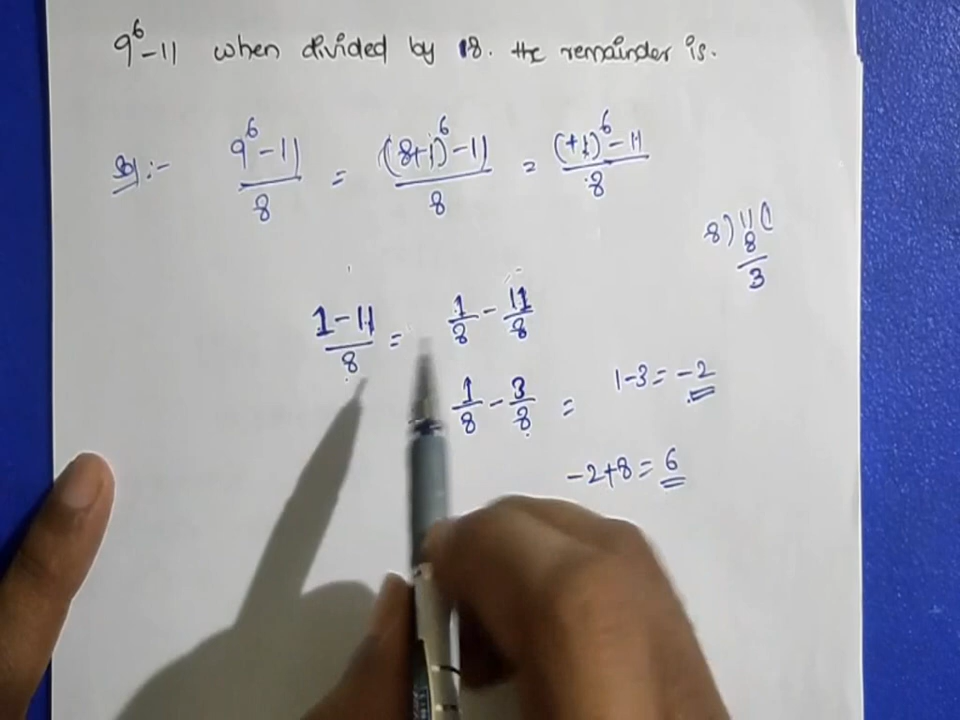 9^6 - 11 when divided by 18. the remainder is.
Sol :- (9^6 - 11)/8 = ((8+1)^6 - 11)/8 = ((+1)^6 - 11)/8
8 ) 11 ( 
8
3
(1 - 11)/8 = 1/8 - 11/8
1/8 - 3/8 = 1 - 3 = -2
-2 + 8 = 6